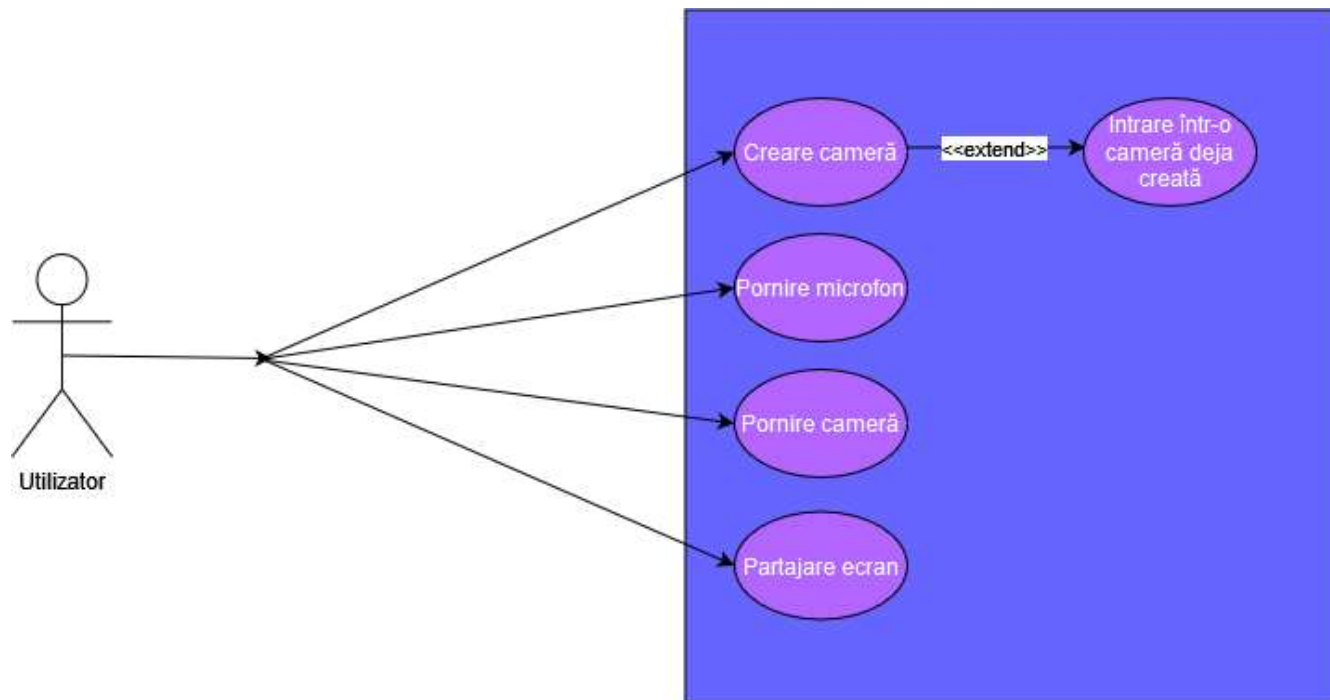 Creare cameră
<<extend>>
Intrare într-o
cameră deja
creată
Pornire microfon
Pornire cameră
Utilizator
Partajare ecran